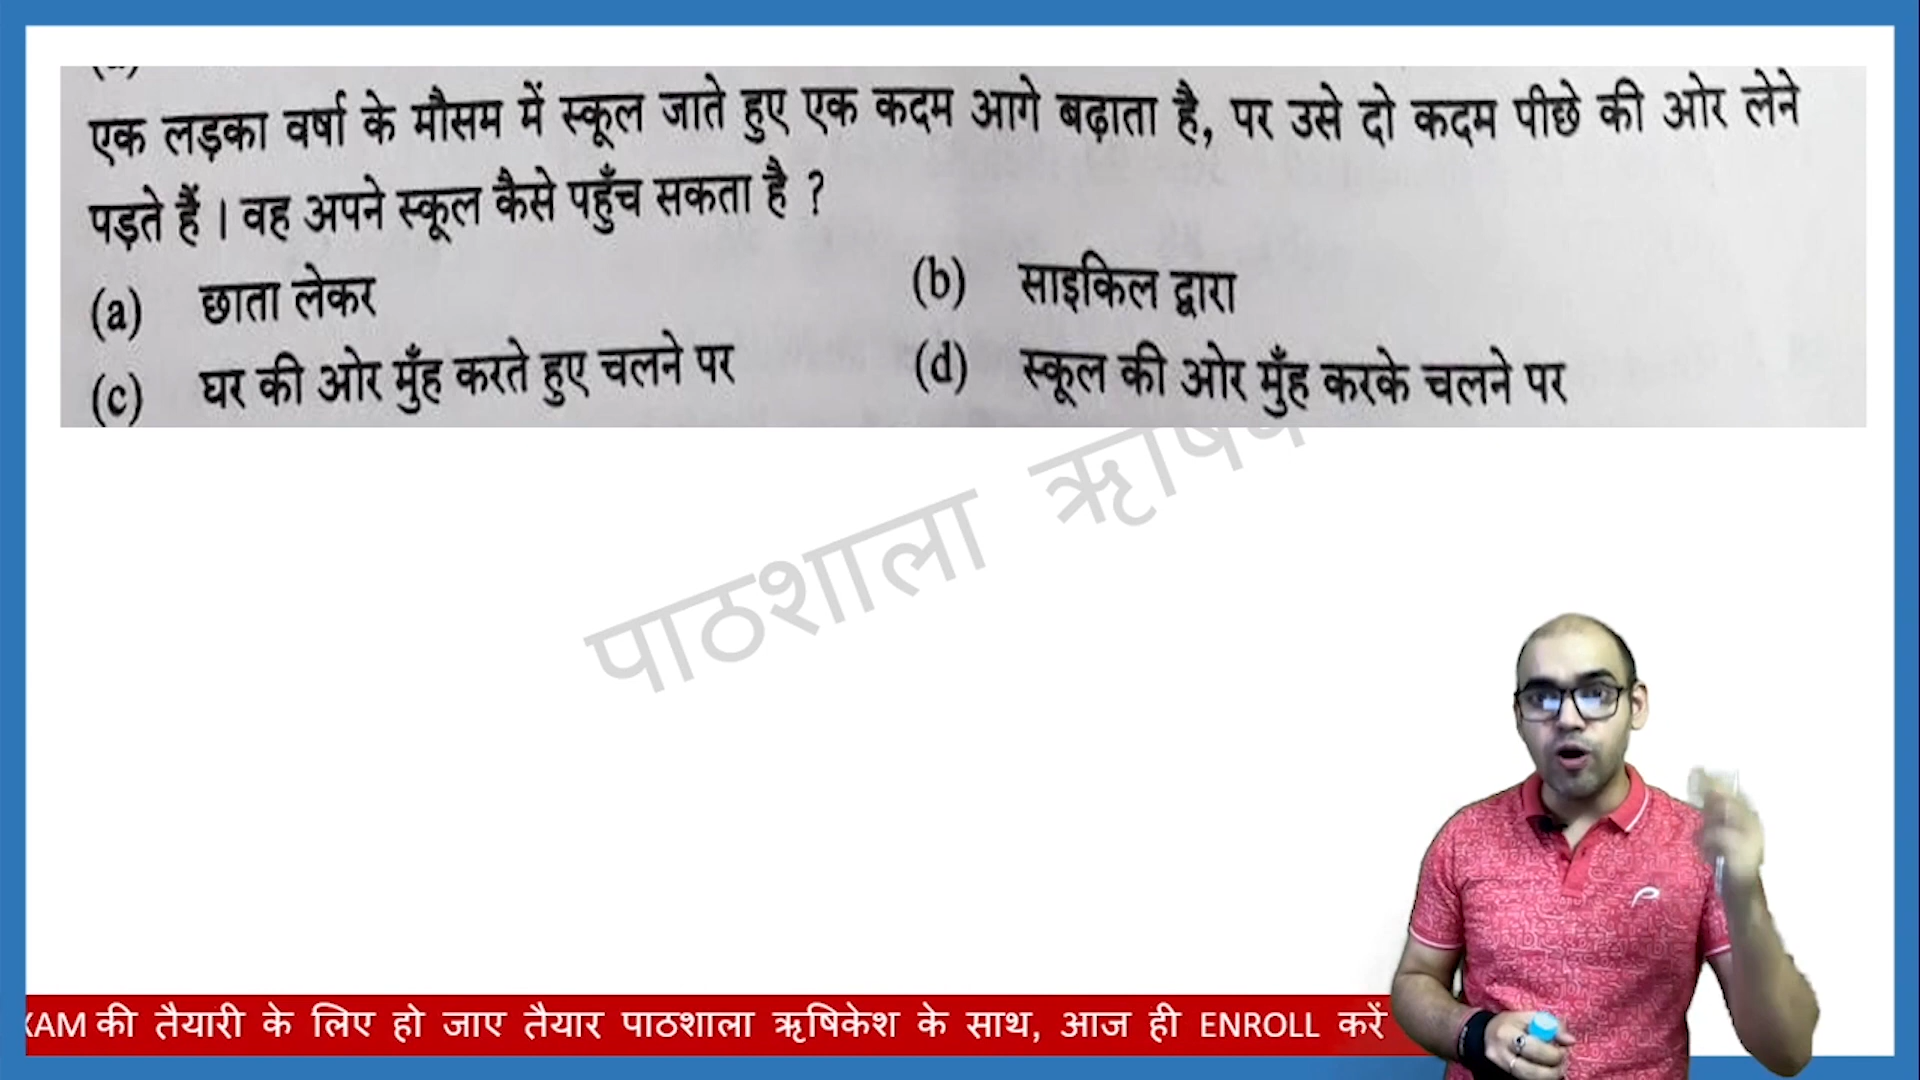 एक लड़का वर्षा के मौसम में स्कूल जाते हुए एक कदम आगे बढ़ाता है, पर उसे दो कदम पीछे की ओर लेने
पड़ते हैं । वह अपने स्कूल कैसे पहुँच सकता है ?
(a) छाता लेकर (b) साइकिल द्वारा
(c) घर की ओर मुँह करते हुए चलने पर (d) स्कूल की ओर मुँह करके चलने पर
पाठशाला
की तैयारी के लिए हो जाए तैयार पाठशाला ऋषिकेश के साथ, आज ही ENROLL करें